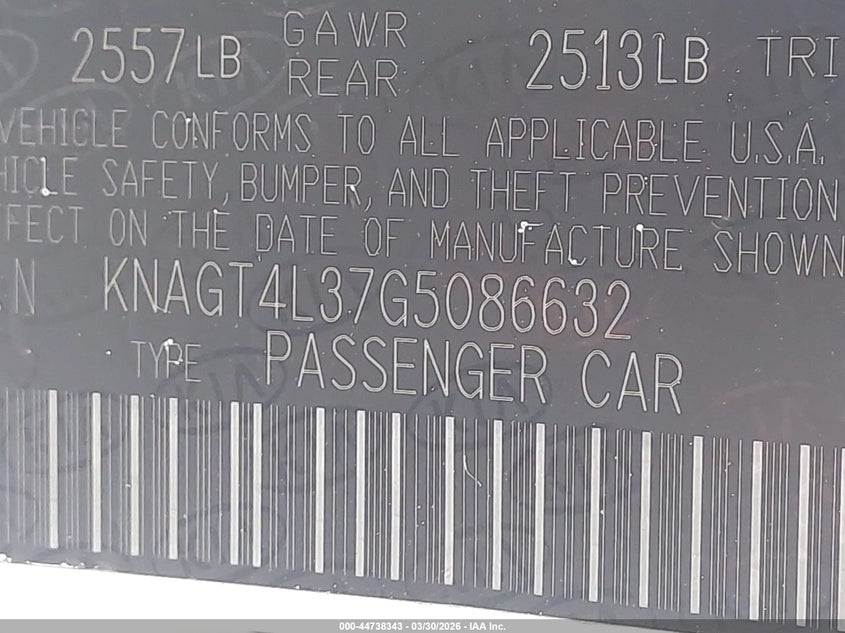 2557LB GAWR REAR 2513LB TRI
VEHICLE CONFORMS TO ALL APPLICABLE U.S.A.
HICLE SAFETY, BUMPER, AND THEFT PREVENTION
FFECT ON THE DATE OF MANUFACTURE SHOWN
.N KNAGT4L37G5086632
TYPE PASSENGER CAR
000-44738343 - 03/30/2026 - IAA Inc.